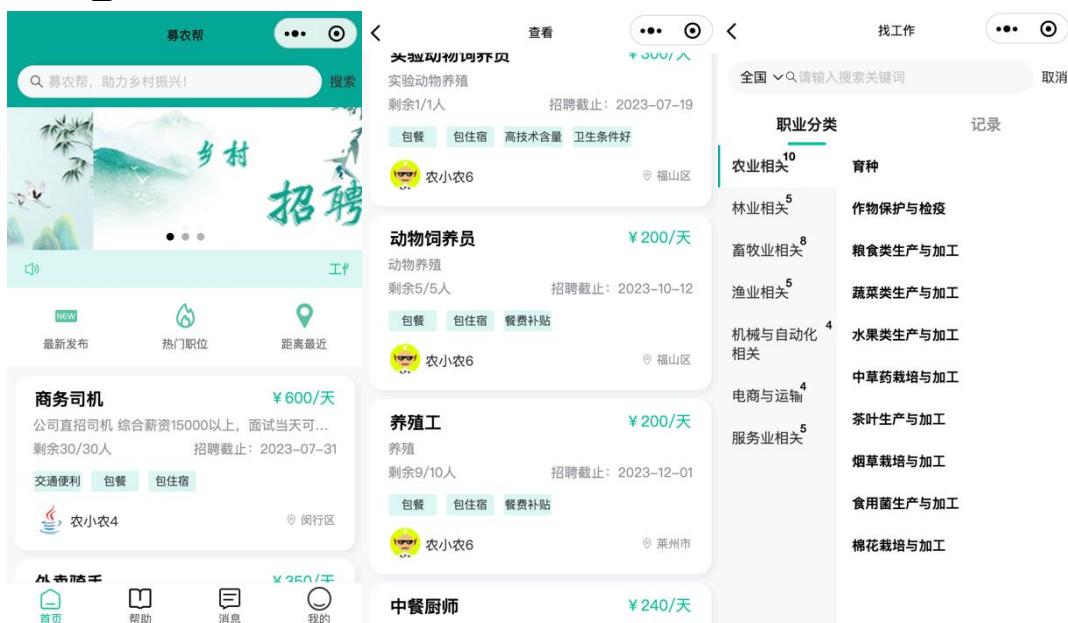 募农帮
募农帮，助力乡村振兴！
搜索
乡村
招聘
NEW
最新发布
热门职位
距离最近
商务司机
¥600/天
公司直招司机 综合薪资15000以上，面试当天可...
剩余30/30人
招聘截止：2023-07-31
交通便利
包餐
包住宿
农小农4
闵行区
外卖骑手
¥350/天
首页
帮助
消息
我的
查看
实验动物饲养员
¥300/天
实验动物养殖
剩余1/1人
招聘截止：2023-07-19
包餐
包住宿
高技术含量
卫生条件好
农小农6
福山区
动物饲养员
¥200/天
动物养殖
剩余5/5人
招聘截止：2023-10-12
包餐
包住宿
餐费补贴
农小农6
福山区
养殖工
¥200/天
养殖
剩余9/10人
招聘截止：2023-12-01
包餐
包住宿
餐费补贴
农小农6
莱州市
中餐厨师
¥240/天
找工作
全国
请输入搜索关键词
取消
职业分类
记录
农业相关10
林业相关5
畜牧业相关8
渔业相关5
机械与自动化 4
相关
电商与运输4
服务业相关5
育种
作物保护与检疫
粮食类生产与加工
蔬菜类生产与加工
水果类生产与加工
中草药栽培与加工
茶叶生产与加工
烟草栽培与加工
食用菌生产与加工
棉花栽培与加工